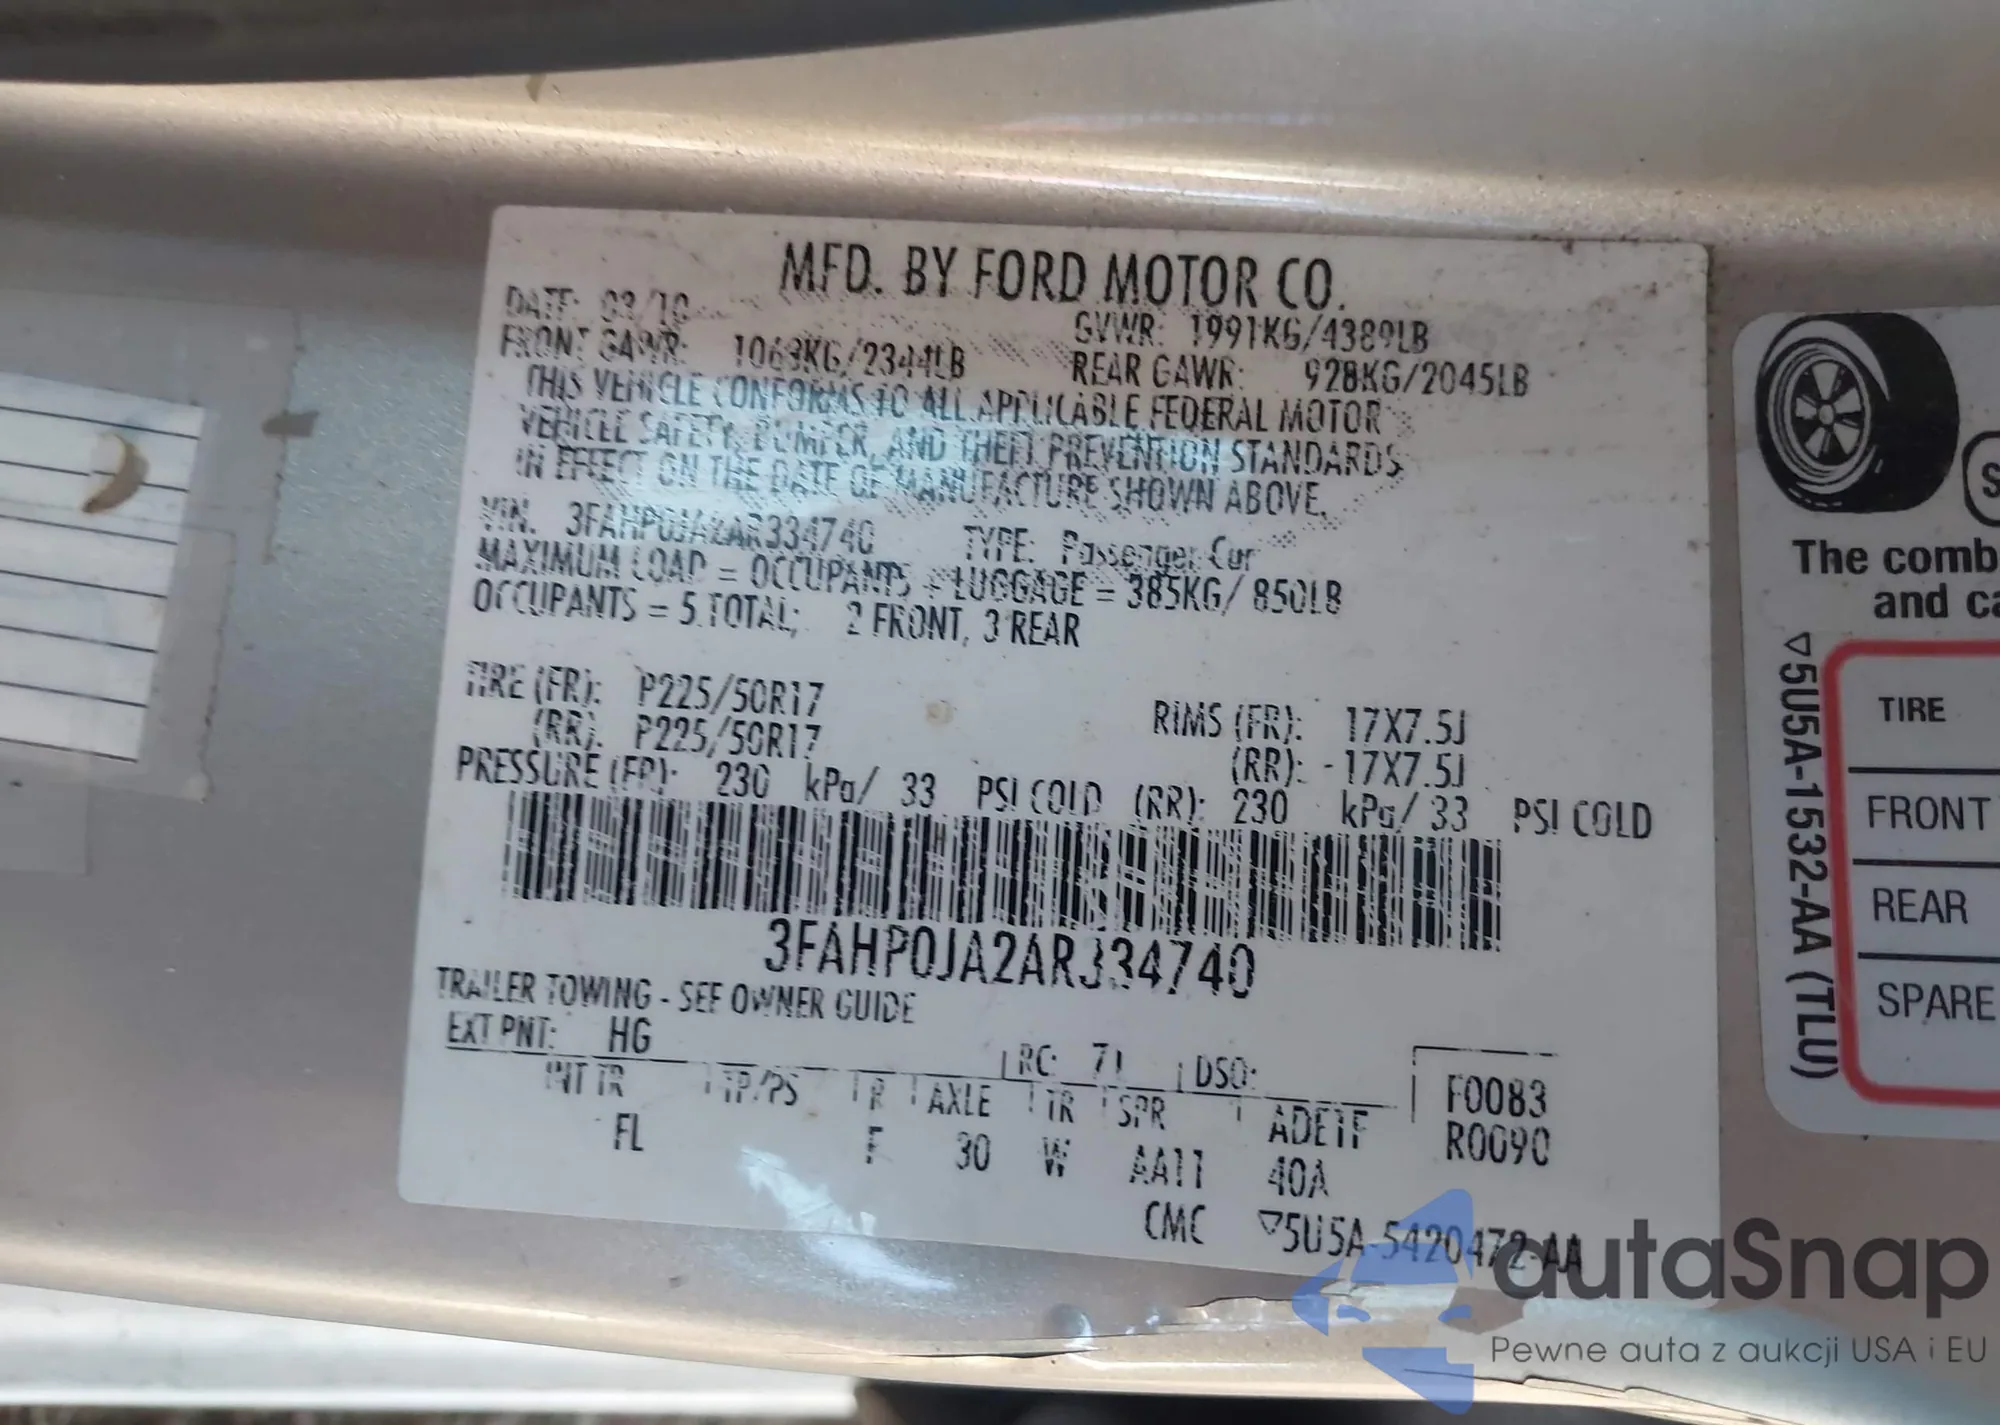 MFD. BY FORD MOTOR CO.
DATE: 03/10
GVWR: 1991KG/4389LB
FRONT GAWR: 1063KG/2344LB
REAR GAWR: 928KG/2045LB
THIS VEHICLE CONFORMS TO ALL APPLICABLE FEDERAL MOTOR
VEHICLE SAFETY, BUMPER, AND THEFT PREVENTION STANDARDS
IN EFFECT ON THE DATE OF MANUFACTURE SHOWN ABOVE.
VIN: 3FAHP0JA2AR334740 TYPE: Passenger Car
MAXIMUM LOAD = OCCUPANTS + LUGGAGE = 385KG/ 850LB
OCCUPANTS = 5 TOTAL; 2 FRONT, 3 REAR
TIRE (FR): P225/50R17
RIMS (FR): 17X7.5J
(RR): P225/50R17
(RR): 17X7.5J
PRESSURE (FR): 230 kPa/ 33 PSI COLD (RR): 230 kPa/ 33 PSI COLD
3FAHP0JA2AR334740
TRAILER TOWING - SEE OWNER GUIDE
EXT PNT: HG RC: 71 DSO:
F0083
R0090
INT TR TP/PS R AXLE TR SPR ADETF
FL F 30 W AA11 40A
CMC ▽5U5A-5420472-AA
The comb
and ca
TIRE
FRONT
REAR
SPARE
▽5U5A-1532-AA (TLU)
autaSnap
Pewne auta z aukcji USA i EU